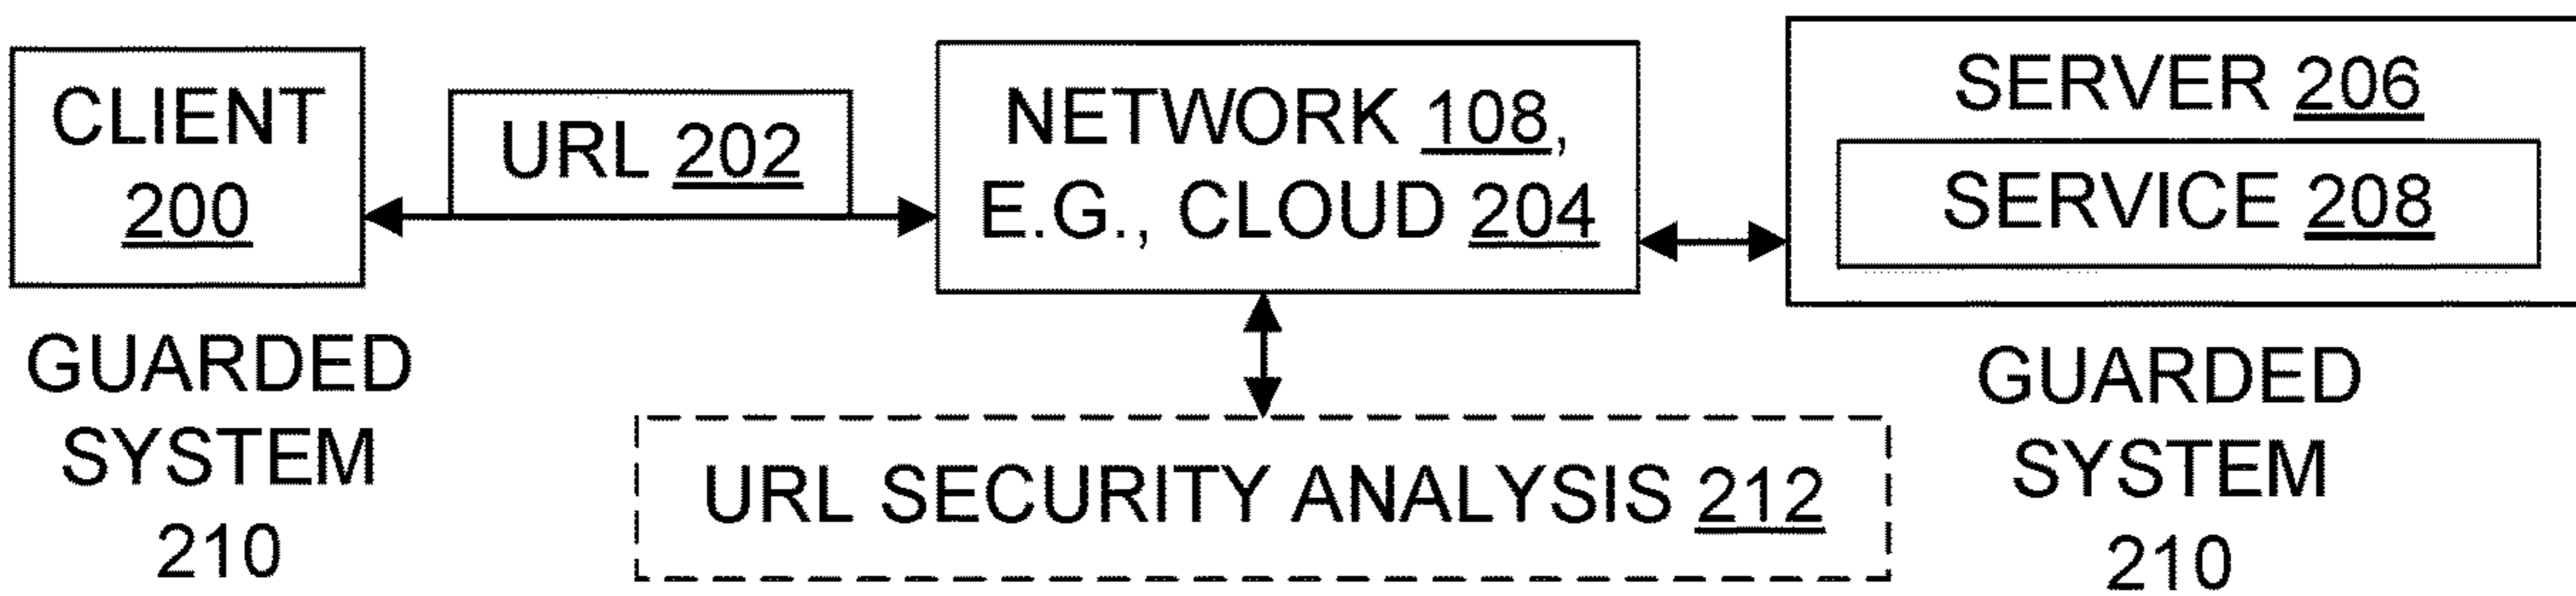 CLIENT
200
URL 202
NETWORK 108,
E.G., CLOUD 204
SERVER 206
SERVICE 208
GUARDED
SYSTEM
210
URL SECURITY ANALYSIS 212
GUARDED
SYSTEM
210